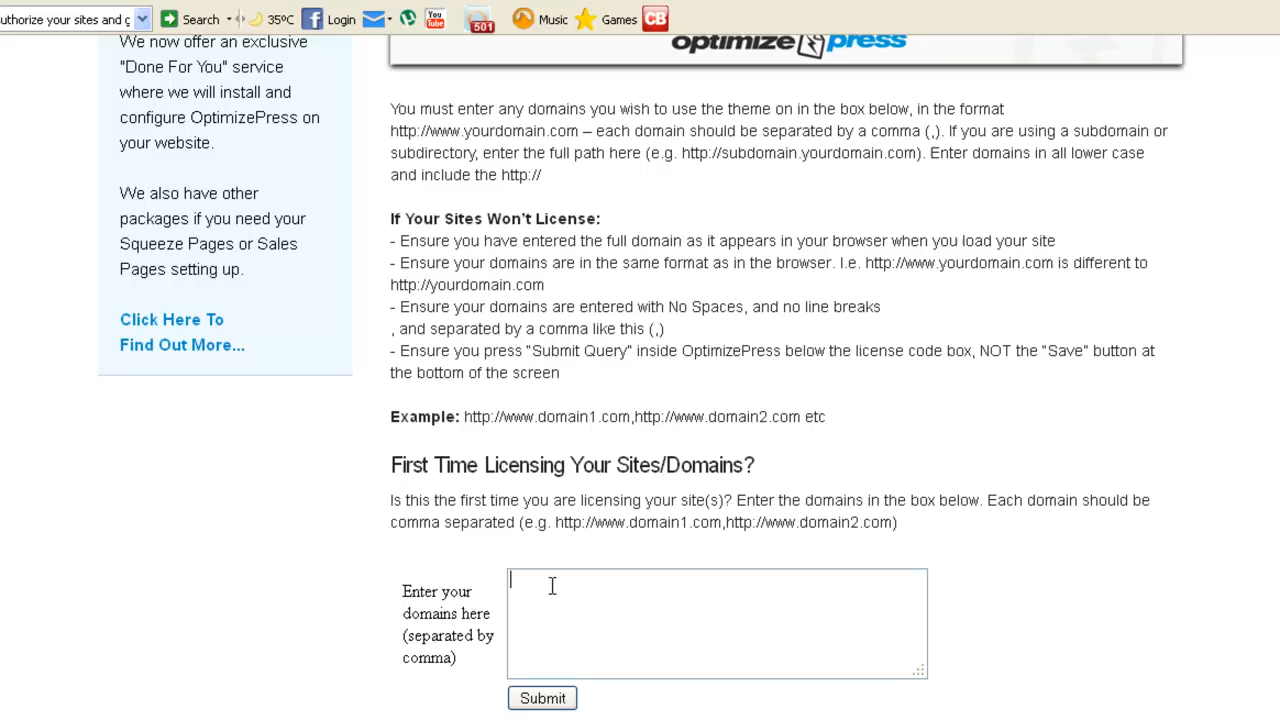 uthorize your sites and g
Search
35°C
Login
You
Tube
501
Music
Games
CB
We now offer an exclusive
"Done For You" service
where we will install and
configure OptimizePress on
your website.
We also have other
packages if you need your
Squeeze Pages or Sales
Pages setting up.
Click Here To
Find Out More...
optimize press
You must enter any domains you wish to use the theme on in the box below, in the format
http://www.yourdomain.com – each domain should be separated by a comma (,). If you are using a subdomain or
subdirectory, enter the full path here (e.g. http://subdomain.yourdomain.com). Enter domains in all lower case
and include the http://
If Your Sites Won't License:
- Ensure you have entered the full domain as it appears in your browser when you load your site
- Ensure your domains are in the same format as in the browser. I.e. http://www.yourdomain.com is different to
http://yourdomain.com
- Ensure your domains are entered with No Spaces, and no line breaks
, and separated by a comma like this (,)
- Ensure you press "Submit Query" inside OptimizePress below the license code box, NOT the "Save" button at
the bottom of the screen
Example: http://www.domain1.com,http://www.domain2.com etc
First Time Licensing Your Sites/Domains?
Is this the first time you are licensing your site(s)? Enter the domains in the box below. Each domain should be
comma separated (e.g. http://www.domain1.com,http://www.domain2.com)
Enter your
domains here
(separated by
comma)
Submit